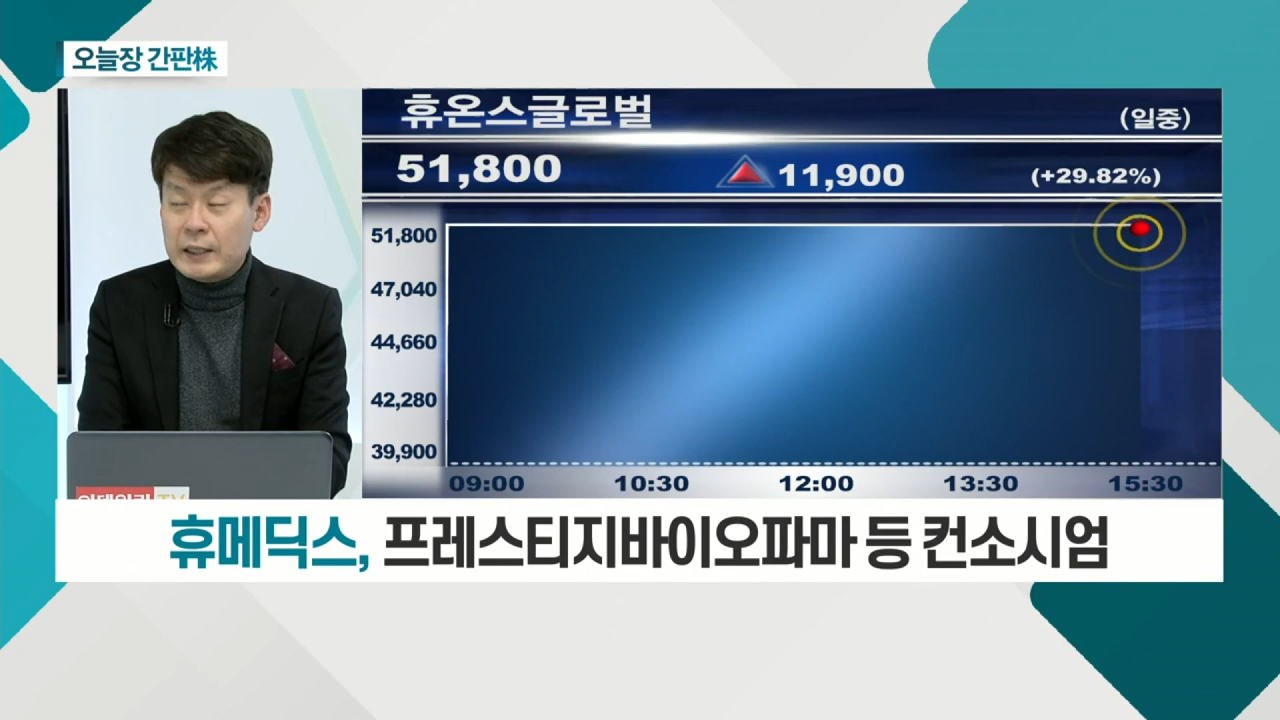 오늘장 간판株
휴온스글로벌
(일중)
51,800
11,900
(+29.82%)
51,800
47,040
44,660
42,280
39,900
09:00 10:30 12:00 13:30 15:30
TV
휴메딕스, 프레스티지바이오파마 등 컨소시엄